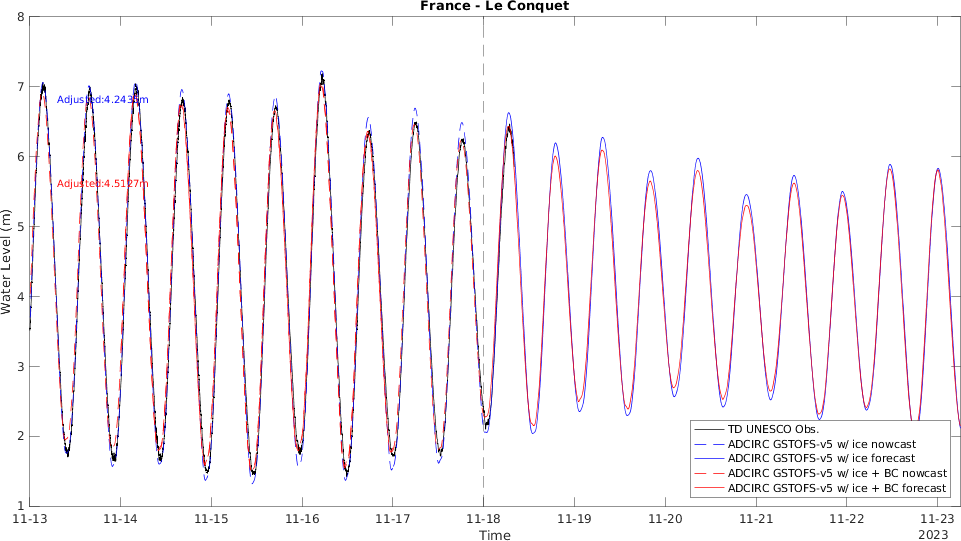 France - Le Conquet
8
7
6
5
4
3
2
1
Water Level (m)
Adjusted:4.2435m
Adjusted:4.5127m
TD UNESCO Obs.
ADCIRC GSTOFS-v5 w/ ice nowcast
ADCIRC GSTOFS-v5 w/ ice forecast
ADCIRC GSTOFS-v5 w/ ice + BC nowcast
ADCIRC GSTOFS-v5 w/ ice + BC forecast
11-13 11-14 11-15 11-16 11-17 11-18 11-19 11-20 11-21 11-22 11-23
Time
2023